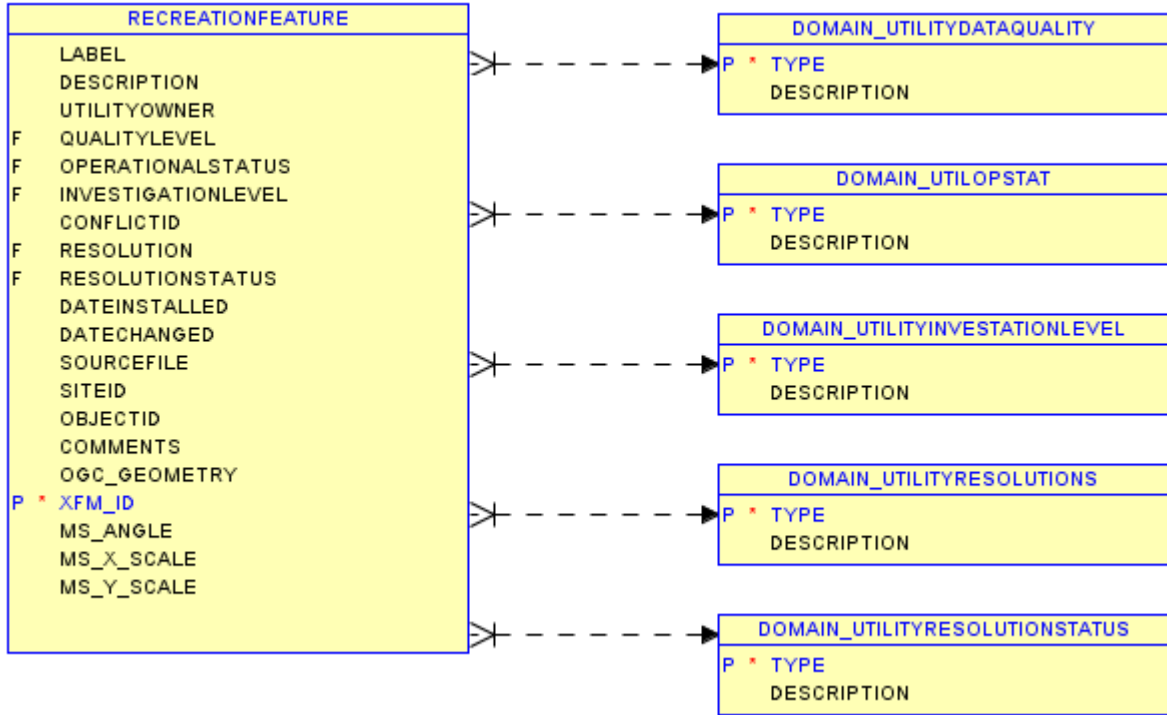 RECREATIONFEATURE
LABEL
DESCRIPTION
UTILITYOWNER
F QUALITYLEVEL
F OPERATIONALSTATUS
F INVESTIGATIONLEVEL
CONFLICTID
F RESOLUTION
F RESOLUTIONSTATUS
DATEINSTALLED
DATECHANGED
SOURCEFILE
SITEID
OBJECTID
COMMENTS
OGC_GEOMETRY
P * XFM_ID
MS_ANGLE
MS_X_SCALE
MS_Y_SCALE
DOMAIN_UTILITYDATAQUALITY
P * TYPE
DESCRIPTION
DOMAIN_UTILOPSTAT
P * TYPE
DESCRIPTION
DOMAIN_UTILITYINVESTATIONLEVEL
P * TYPE
DESCRIPTION
DOMAIN_UTILITYRESOLUTIONS
P * TYPE
DESCRIPTION
DOMAIN_UTILITYRESOLUTIONSTATUS
P * TYPE
DESCRIPTION